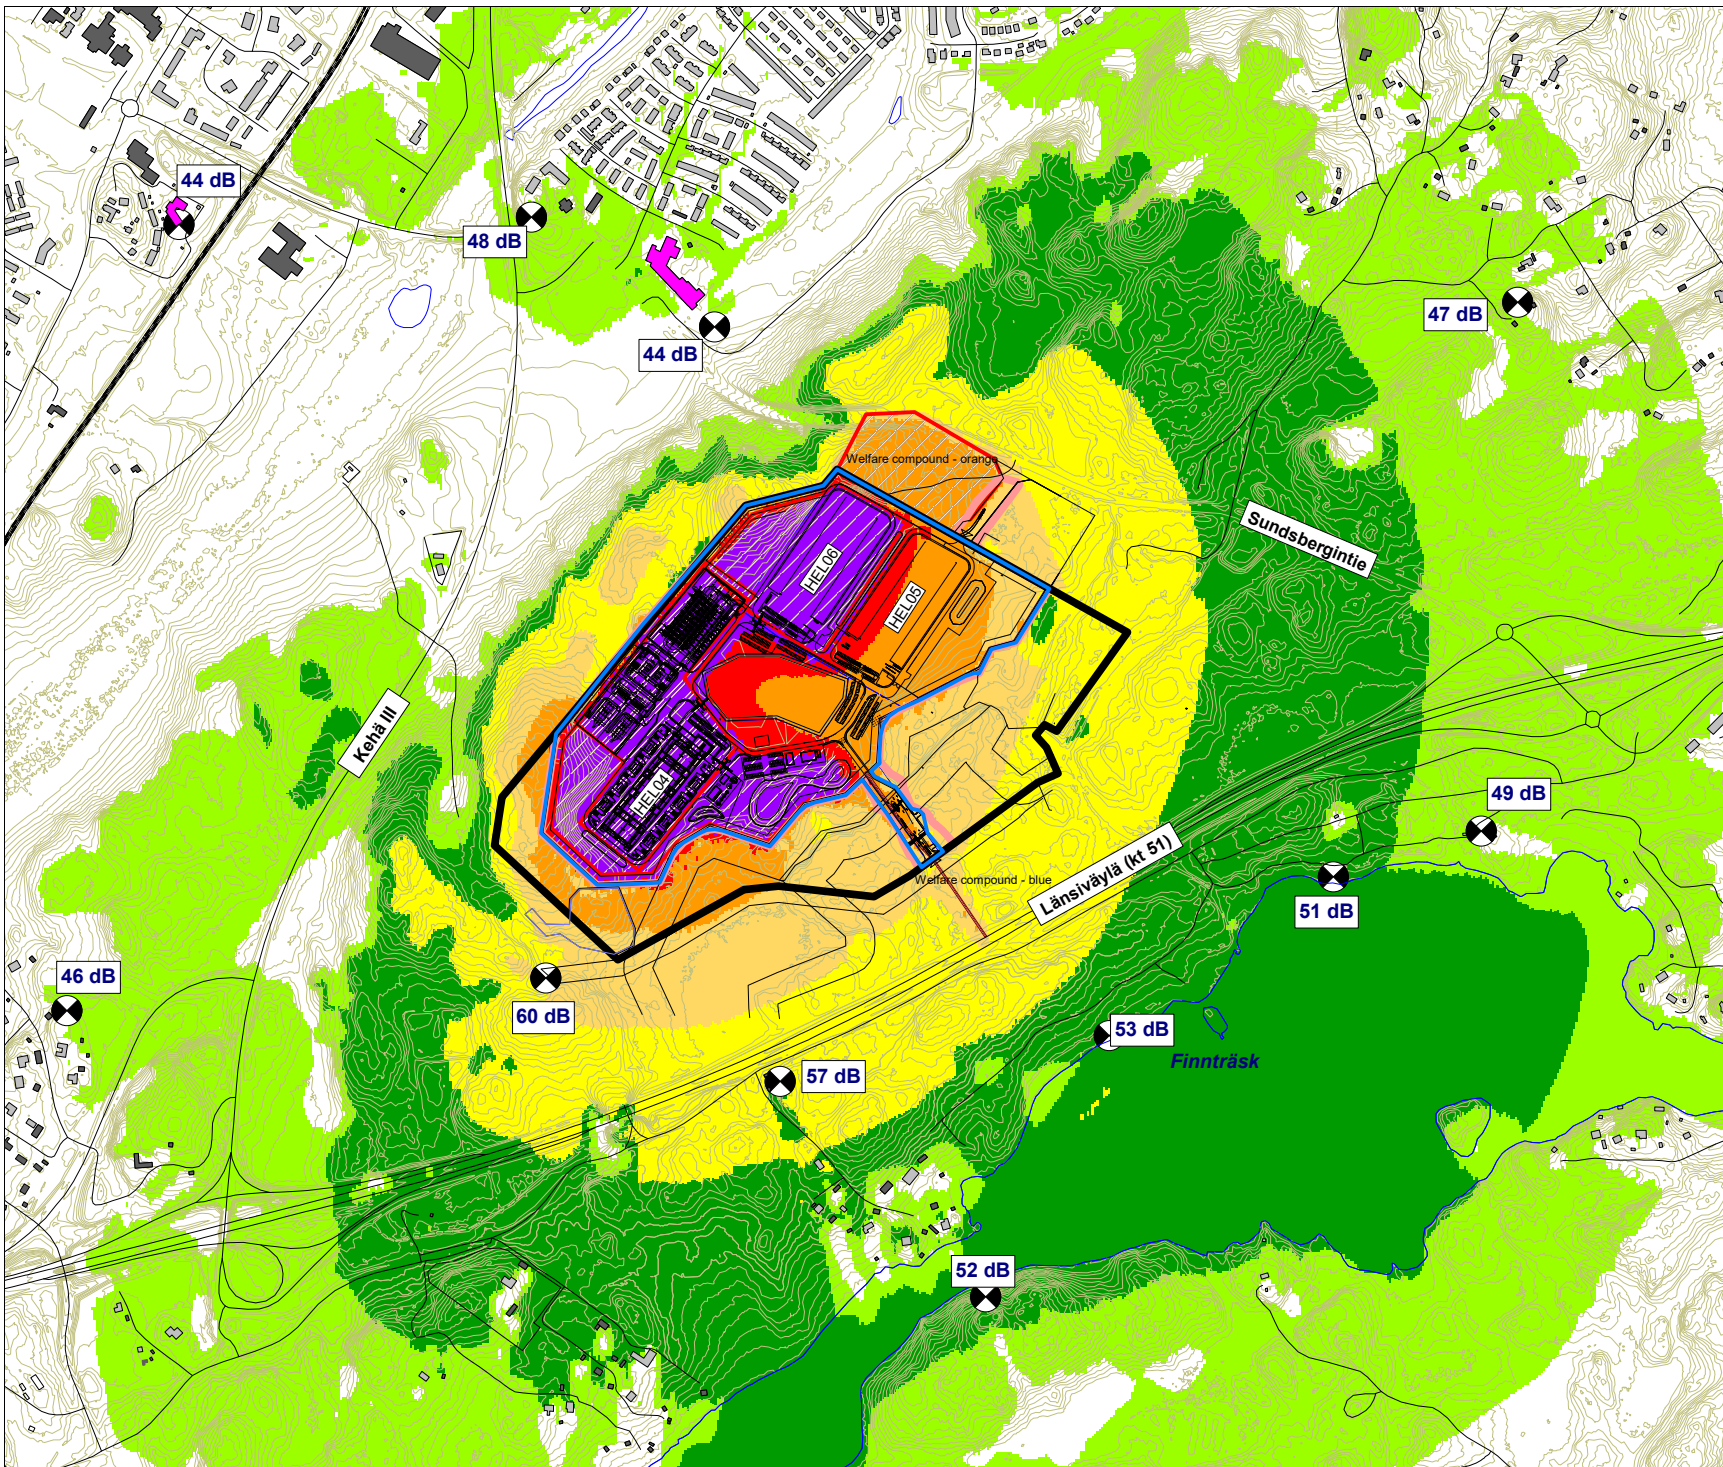 44 dB
48 dB
44 dB
47 dB
Welfare compound - orange
Sundsbergintie
HEL06
HEL05
Kehä III
HEL04
49 dB
Länsiväylä (kt 51)
Welfare compound - blue
51 dB
46 dB
60 dB
53 dB
Finnträsk
57 dB
52 dB